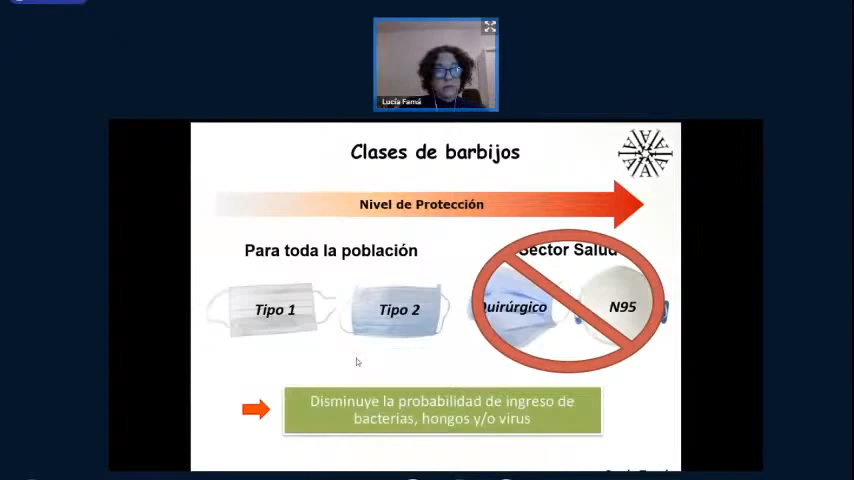 Lucía Famá
Clases de barbijos
Nivel de Protección
Para toda la población
Sector Salud
Tipo 1
Tipo 2
Quirúrgico
N95
Disminuye la probabilidad de ingreso de
bacterias, hongos y/o virus